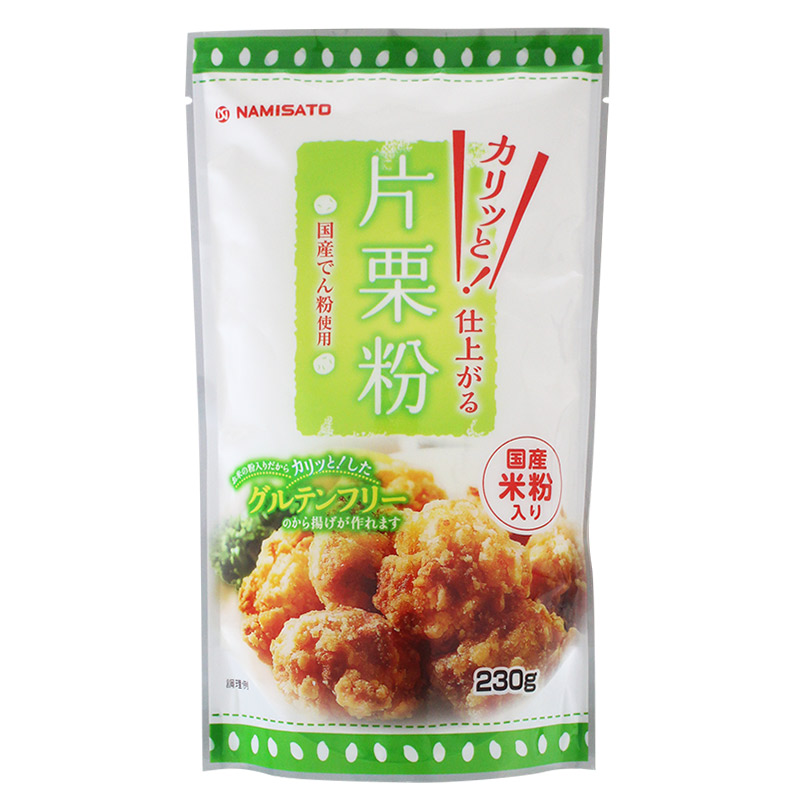 NAMISATO
カリッと!
仕上がる
片栗粉
国産でん粉使用
お米の粉入りだから
カリッと!した
グルテンフリー
のから揚げが作れます
国産
米粉
入り
調理例
230g